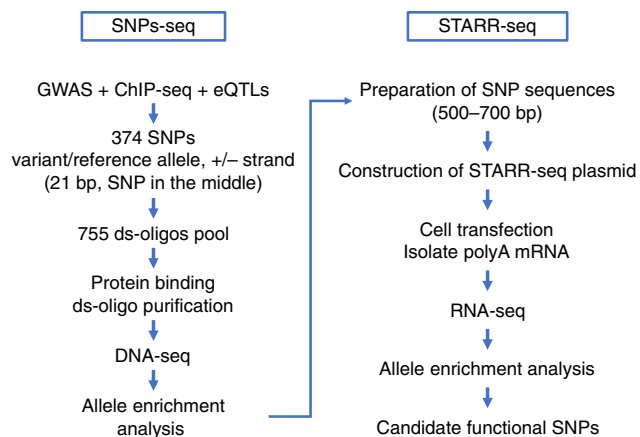 SNPs-seq
GWAS + ChIP-seq + eQTLs
374 SNPs
variant/reference allele, +/– strand
(21 bp, SNP in the middle)
755 ds-oligos pool
Protein binding
ds-oligo purification
DNA-seq
Allele enrichment
analysis
STARR-seq
Preparation of SNP sequences
(500–700 bp)
Construction of STARR-seq plasmid
Cell transfection
Isolate polyA mRNA
RNA-seq
Allele enrichment analysis
Candidate functional SNPs